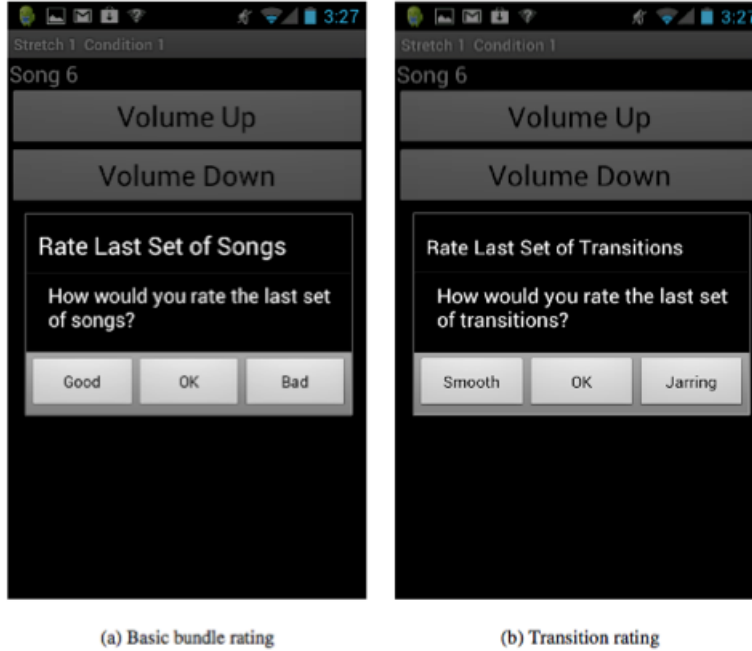 3:27
Stretch 1 Condition 1
Song 6
Volume Up
Volume Down
Rate Last Set of Songs
How would you rate the last set
of songs?
Good OK Bad
(a) Basic bundle rating
3:27
Stretch 1 Condition 1
Song 6
Volume Up
Volume Down
Rate Last Set of Transitions
How would you rate the last set
of transitions?
Smooth OK Jarring
(b) Transition rating